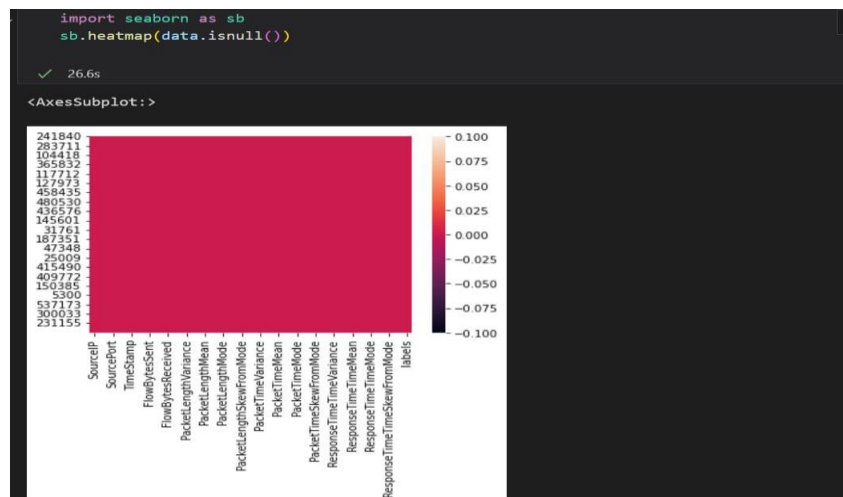 import seaborn as sb
sb.heatmap(data.isnull())
✓ 26.6s
<AxesSubplot:>
241840
283711
104418
365832
117712
127973
458435
480530
436576
145601
31761
187351
47348
25009
415490
409772
150385
5300
537173
300033
231155
0.100
0.075
0.050
0.025
0.000
−0.025
−0.050
−0.075
−0.100
SourceIP
SourcePort
TimeStamp
FlowBytesSent
FlowBytesReceived
PacketLengthVariance
PacketLengthMean
PacketLengthMode
PacketLengthSkewFromMode
PacketTimeVariance
PacketTimeMean
PacketTimeMode
PacketTimeSkewFromMode
ResponseTimeTimeVariance
ResponseTimeTimeMean
ResponseTimeTimeMode
ResponseTimeTimeSkewFromMode
labels